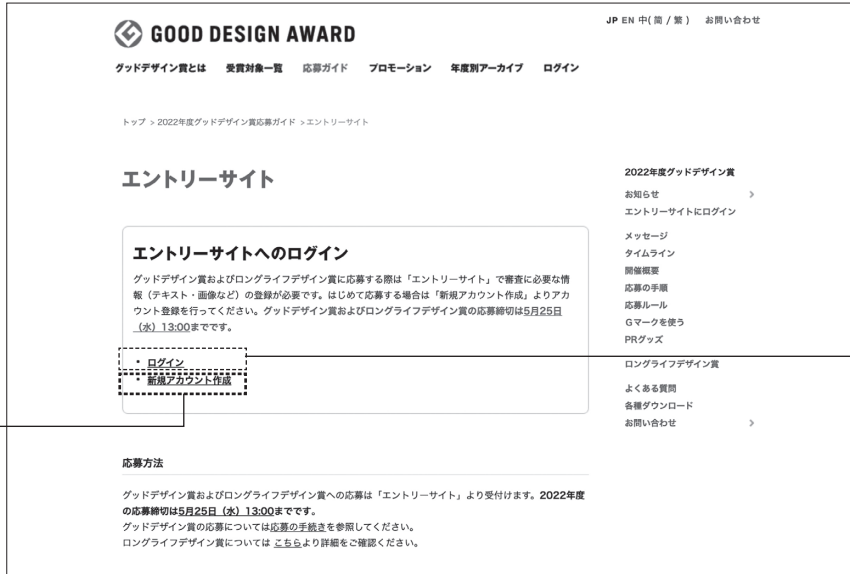 JP EN 中( 简 / 繁 ) お問い合わせ
GOOD DESIGN AWARD
グッドデザイン賞とは 受賞対象一覧 応募ガイド プロモーション 年度別アーカイブ ログイン
トップ > 2022年度グッドデザイン賞応募ガイド > エントリーサイト
エントリーサイト
エントリーサイトへのログイン
グッドデザイン賞およびロングライフデザイン賞に応募する際は「エントリーサイト」で審査に必要な情
報（テキスト・画像など）の登録が必要です。はじめて応募する場合は「新規アカウント作成」よりアカ
ウント登録を行ってください。グッドデザイン賞およびロングライフデザイン賞の応募締切は5月25日
（水）13:00までです。
・ ログイン
・ 新規アカウント作成
応募方法
グッドデザイン賞およびロングライフデザイン賞への応募は「エントリーサイト」より受付けます。2022年度
の応募締切は5月25日（水）13:00までです。
グッドデザイン賞の応募については応募の手続きを参照してください。
ロングライフデザイン賞については こちらより詳細をご確認ください。
2022年度グッドデザイン賞
お知らせ >
エントリーサイトにログイン
メッセージ
タイムライン
開催概要
応募の手順
応募ルール
Gマークを使う
PRグッズ
ロングライフデザイン賞
よくある質問
各種ダウンロード
お問い合わせ >